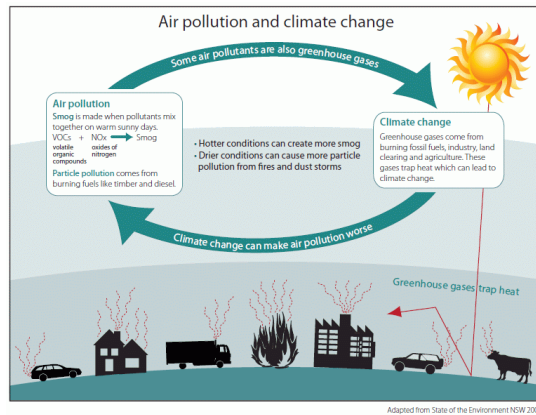 Air pollution and climate change
Some air pollutants are also greenhouse gases
Air pollution
Smog is made when pollutants mix
together on warm sunny days.
VOCs + NOx Smog
volatile oxides of
organic nitrogen
compounds
Particle pollution comes from
burning fuels like timber and diesel.
• Hotter conditions can create more smog
• Drier conditions can cause more particle
pollution from fires and dust storms
Climate change
Greenhouse gases come from
burning fossil fuels, industry, land
clearing and agriculture. These
gases trap heat which can lead to
climate change.
Climate change can make air pollution worse
Greenhouse gases trap heat
Adapted from State of the Environment NSW